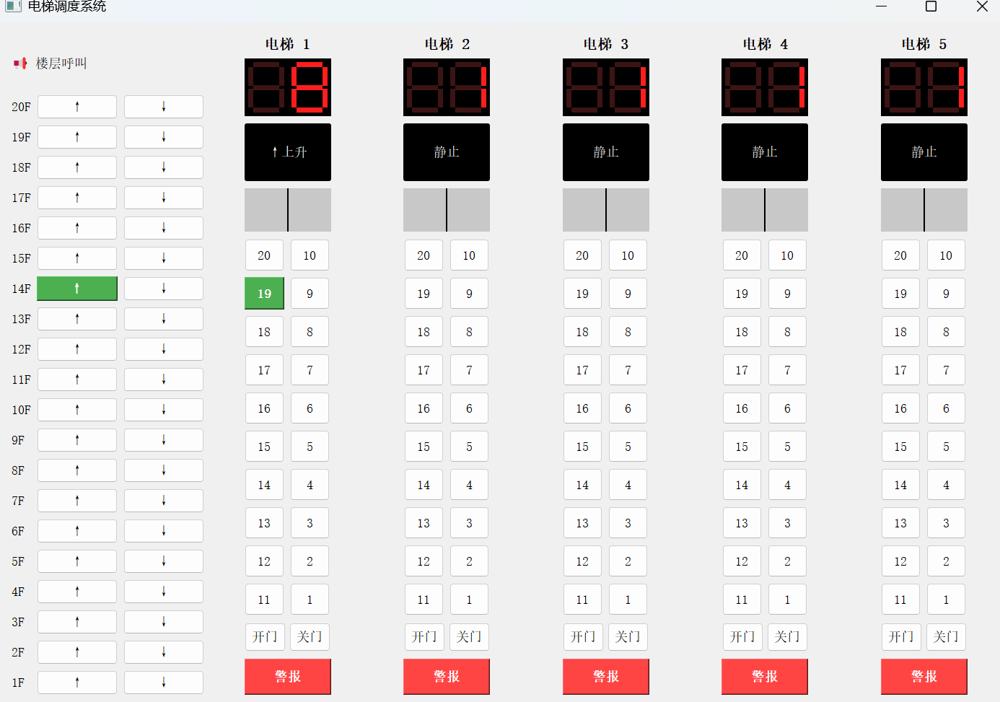 电梯调度系统
楼层呼叫
20F ↑ ↓
19F ↑ ↓
18F ↑ ↓
17F ↑ ↓
16F ↑ ↓
15F ↑ ↓
14F ↑ ↓
13F ↑ ↓
12F ↑ ↓
11F ↑ ↓
10F ↑ ↓
9F ↑ ↓
8F ↑ ↓
7F ↑ ↓
6F ↑ ↓
5F ↑ ↓
4F ↑ ↓
3F ↑ ↓
2F ↑ ↓
1F ↑ ↓
电梯 1
8
↑上升
20 10
19 9
18 8
17 7
16 6
15 5
14 4
13 3
12 2
11 1
开门 关门
警报
电梯 2
1
静止
20 10
19 9
18 8
17 7
16 6
15 5
14 4
13 3
12 2
11 1
开门 关门
警报
电梯 3
1
静止
20 10
19 9
18 8
17 7
16 6
15 5
14 4
13 3
12 2
11 1
开门 关门
警报
电梯 4
1
静止
20 10
19 9
18 8
17 7
16 6
15 5
14 4
13 3
12 2
11 1
开门 关门
警报
电梯 5
1
静止
20 10
19 9
18 8
17 7
16 6
15 5
14 4
13 3
12 2
11 1
开门 关门
警报